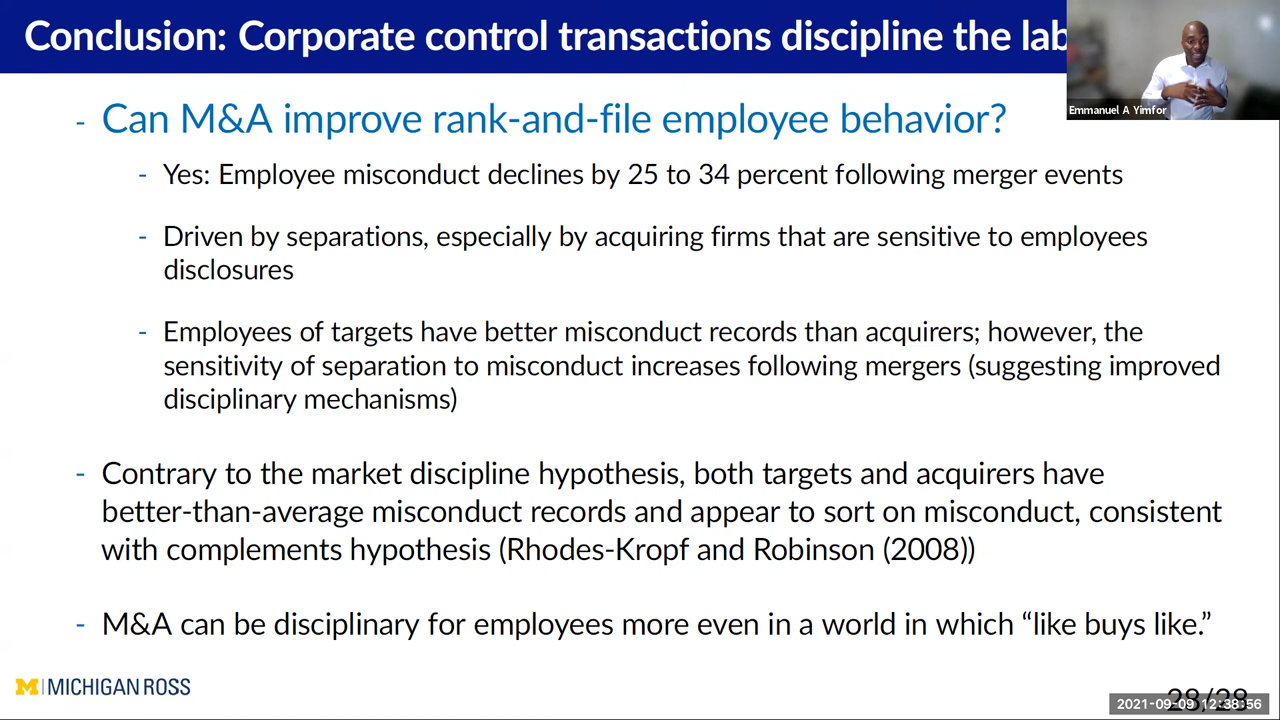 Conclusion: Corporate control transactions discipline the lab
Emmanuel A Yimfor
- Can M&A improve rank-and-file employee behavior?
- Yes: Employee misconduct declines by 25 to 34 percent following merger events
- Driven by separations, especially by acquiring firms that are sensitive to employees
disclosures
- Employees of targets have better misconduct records than acquirers; however, the
sensitivity of separation to misconduct increases following mergers (suggesting improved
disciplinary mechanisms)
- Contrary to the market discipline hypothesis, both targets and acquirers have
better-than-average misconduct records and appear to sort on misconduct, consistent
with complements hypothesis (Rhodes-Kropf and Robinson (2008))
- M&A can be disciplinary for employees more even in a world in which “like buys like.”
M | MICHIGAN ROSS
28/28
2021-09-09 12:38:56